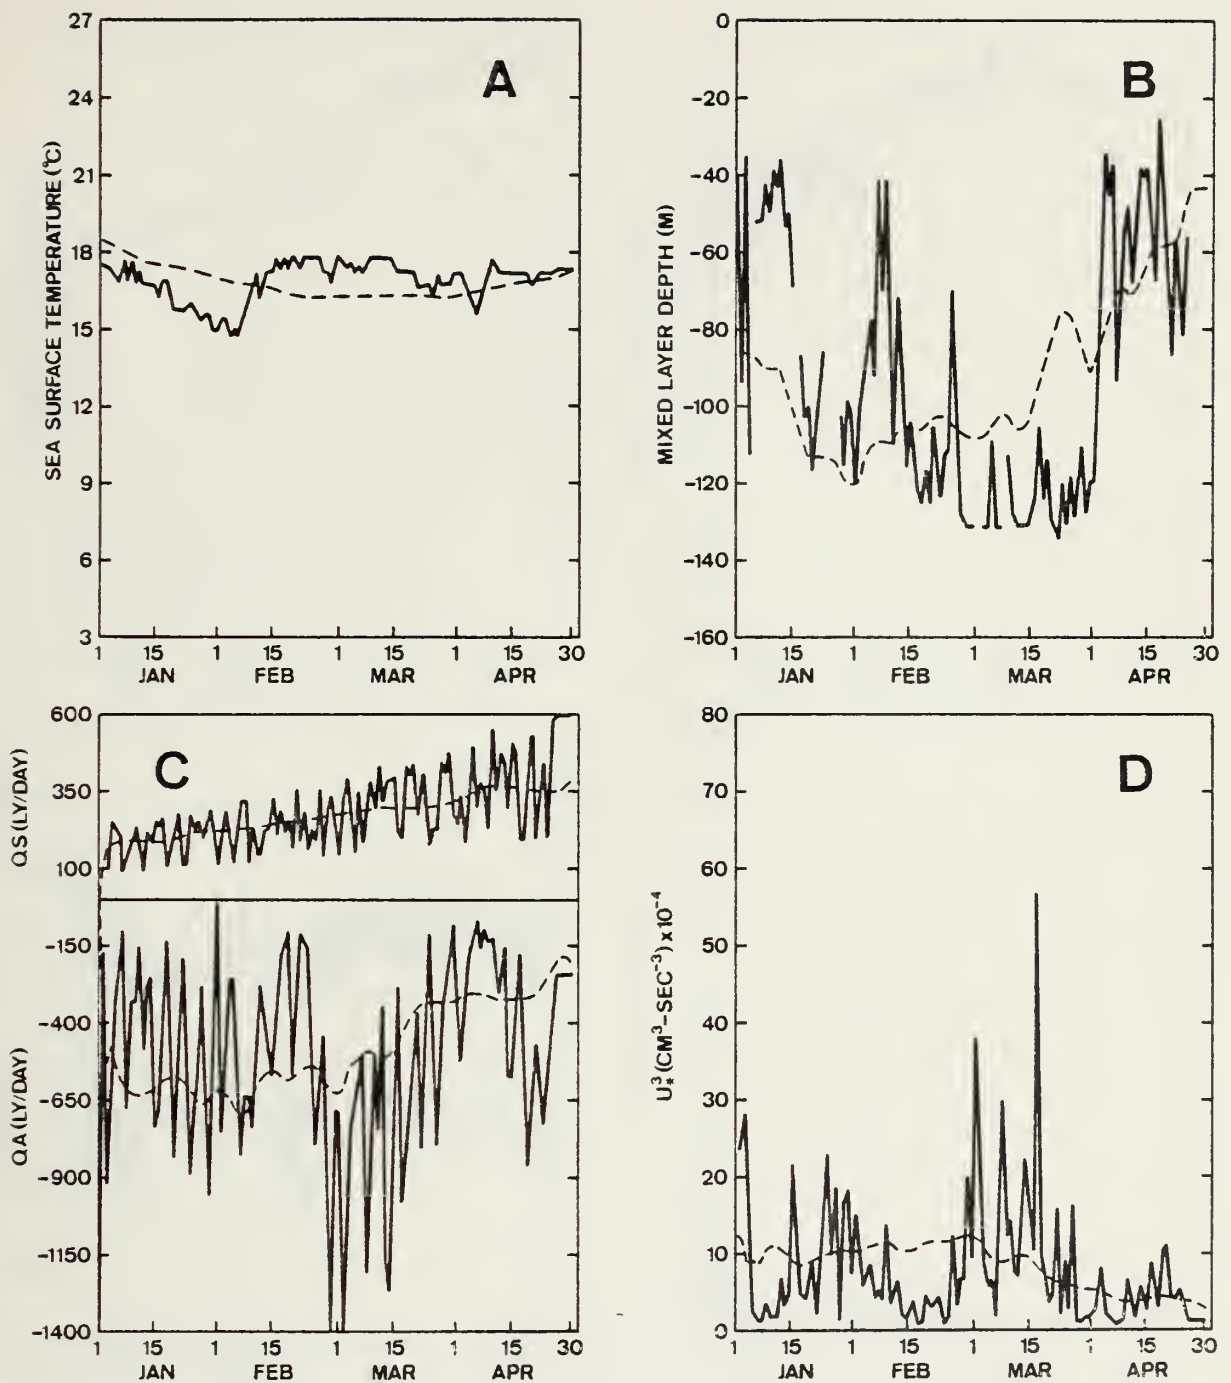 A
SEA SURFACE TEMPERATURE (°C)
27
24
21
18
15
12
9
6
3
1 15 1 15 1 15 1 15 30
JAN FEB MAR APR
B
MIXED LAYER DEPTH (M)
-0
-20
-40
-60
-80
-100
-120
-140
-160
1 15 1 15 1 15 1 15 30
JAN FEB MAR APR
C
QS (LY/DAY)
600
350
100
QA (LY/DAY)
-150
-400
-650
-900
-1150
-1400
1 15 1 15 1 15 1 15 30
JAN FEB MAR APR
D
U³* (CM³-SEC⁻³) x 10⁻⁴
80
70
60
50
40
30
20
10
0
1 15 1 15 1 15 1 15 30
JAN FEB MAR APR